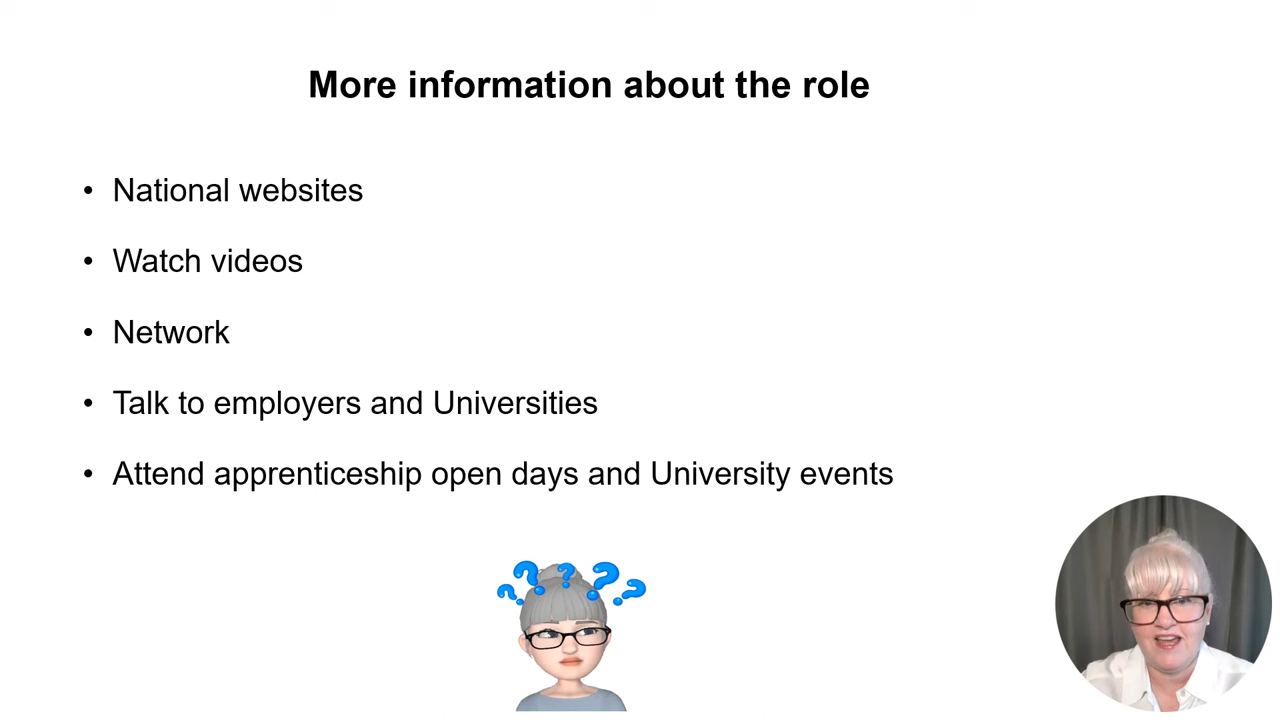 More information about the role
• National websites
• Watch videos
• Network
• Talk to employers and Universities
• Attend apprenticeship open days and University events